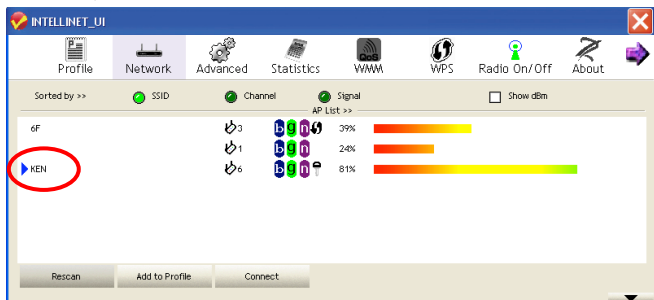 INTELLINET_UI
Profile Network Advanced Statistics QoS WMM WPS Radio On/Off About
Sorted by >> SSID Channel Signal Show dBm
AP List >>
6F 3 b g n 39%
1 b g n 24%
KEN 6 b g n 81%
Rescan Add to Profile Connect